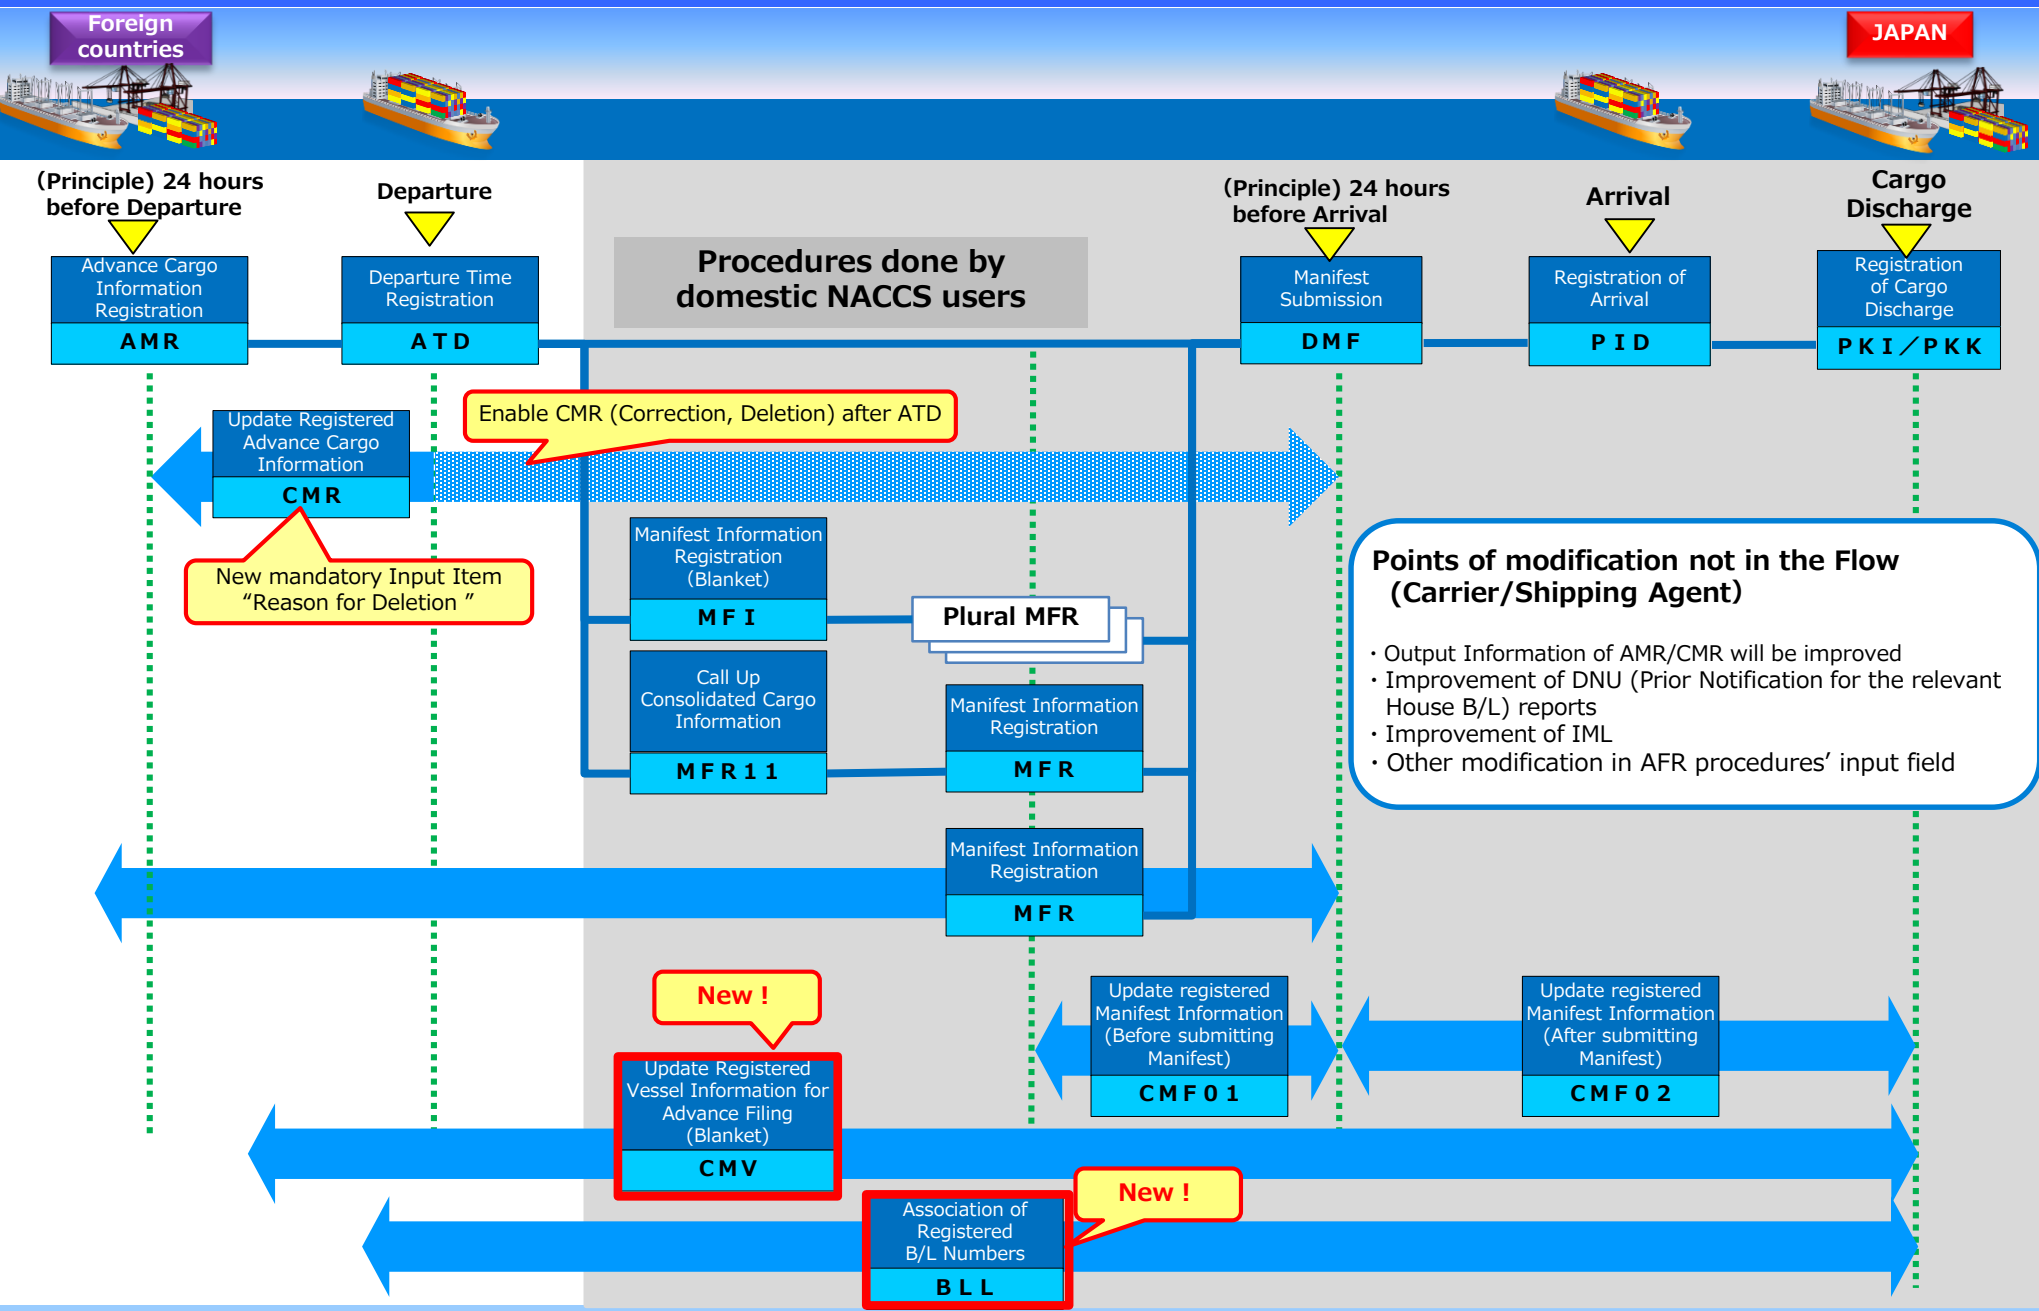 Foreign
countries
JAPAN
（Principle) 24 hours
before Departure
Departure
（Principle) 24 hours
before Arrival
Arrival
Cargo
Discharge
Advance Cargo
Information
Registration
ＡＭＲ
Departure Time
Registration
ＡＴＤ
Procedures done by
domestic NACCS users
Manifest
Submission
ＤＭＦ
Registration of
Arrival
ＰＩＤ
Registration
of Cargo
Discharge
ＰＫＩ／ＰＫＫ
Enable CMR (Correction, Deletion) after ATD
Update Registered
Advance Cargo
Information
ＣＭＲ
New mandatory Input Item
“Reason for Deletion ”
Manifest Information
Registration
（Blanket）
ＭＦＩ
Plural MFR
Call Up
Consolidated Cargo
Information
ＭＦＲ１１
Manifest Information
Registration
ＭＦＲ
Points of modification not in the Flow
（Carrier/Shipping Agent）
・Output Information of AMR/CMR will be improved
・Improvement of DNU (Prior Notification for the relevant
House B/L) reports
・Improvement of IML
・Other modification in AFR procedures’ input field
Manifest Information
Registration
ＭＦＲ
New !
Update registered
Manifest Information
(Before submitting
Manifest)
ＣＭＦ０１
Update registered
Manifest Information
(After submitting
Manifest)
ＣＭＦ０２
Update Registered
Vessel Information for
Advance Filing
(Blanket)
ＣＭＶ
New !
Association of
Registered
B/L Numbers
ＢＬＬ